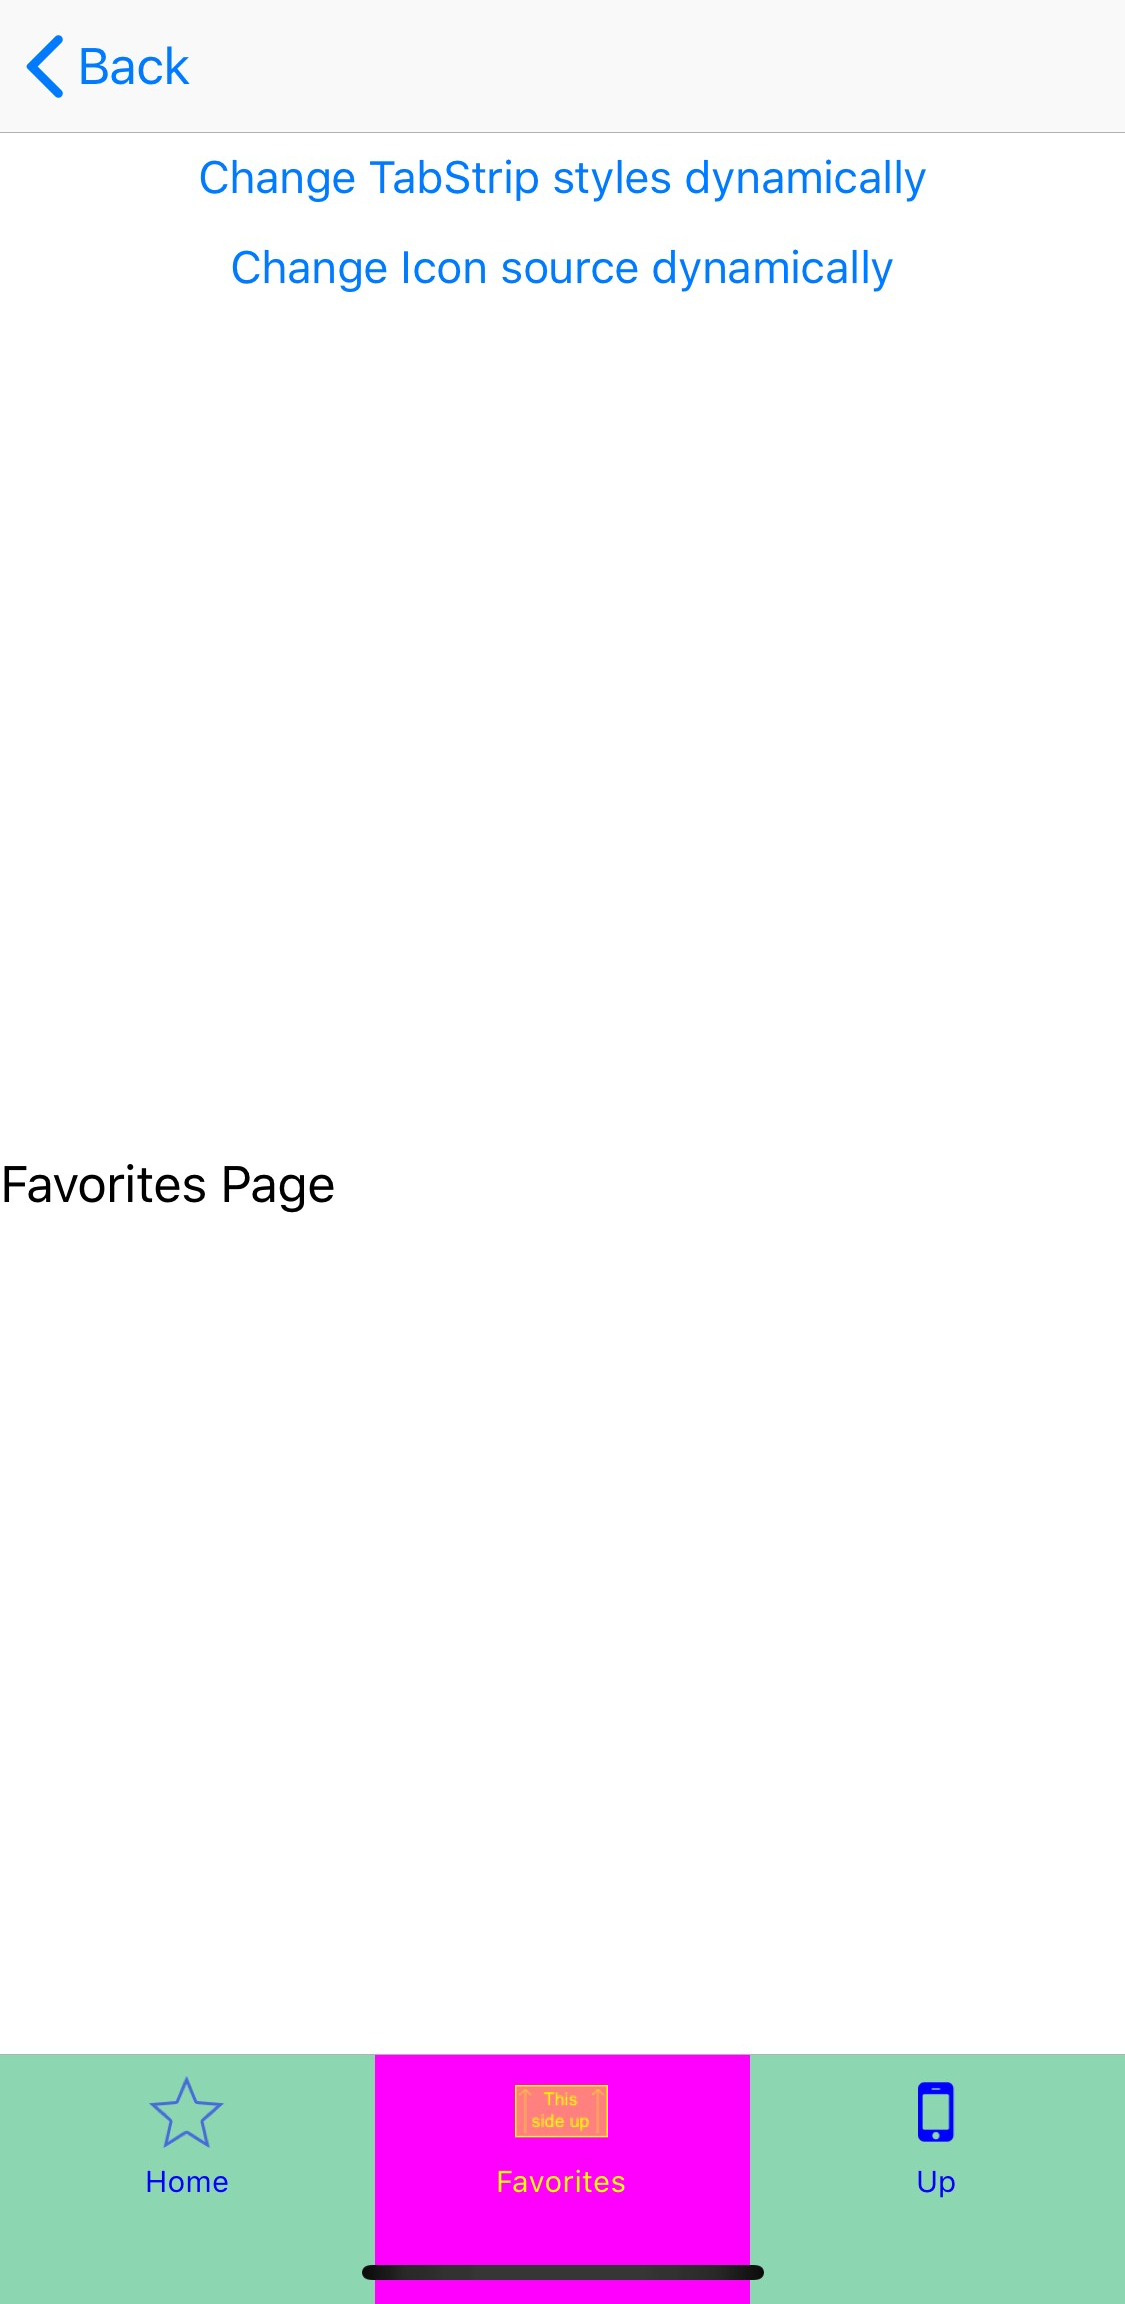 Back
Change TabStrip styles dynamically
Change Icon source dynamically
Favorites Page
This
side up
Home
Favorites
Up